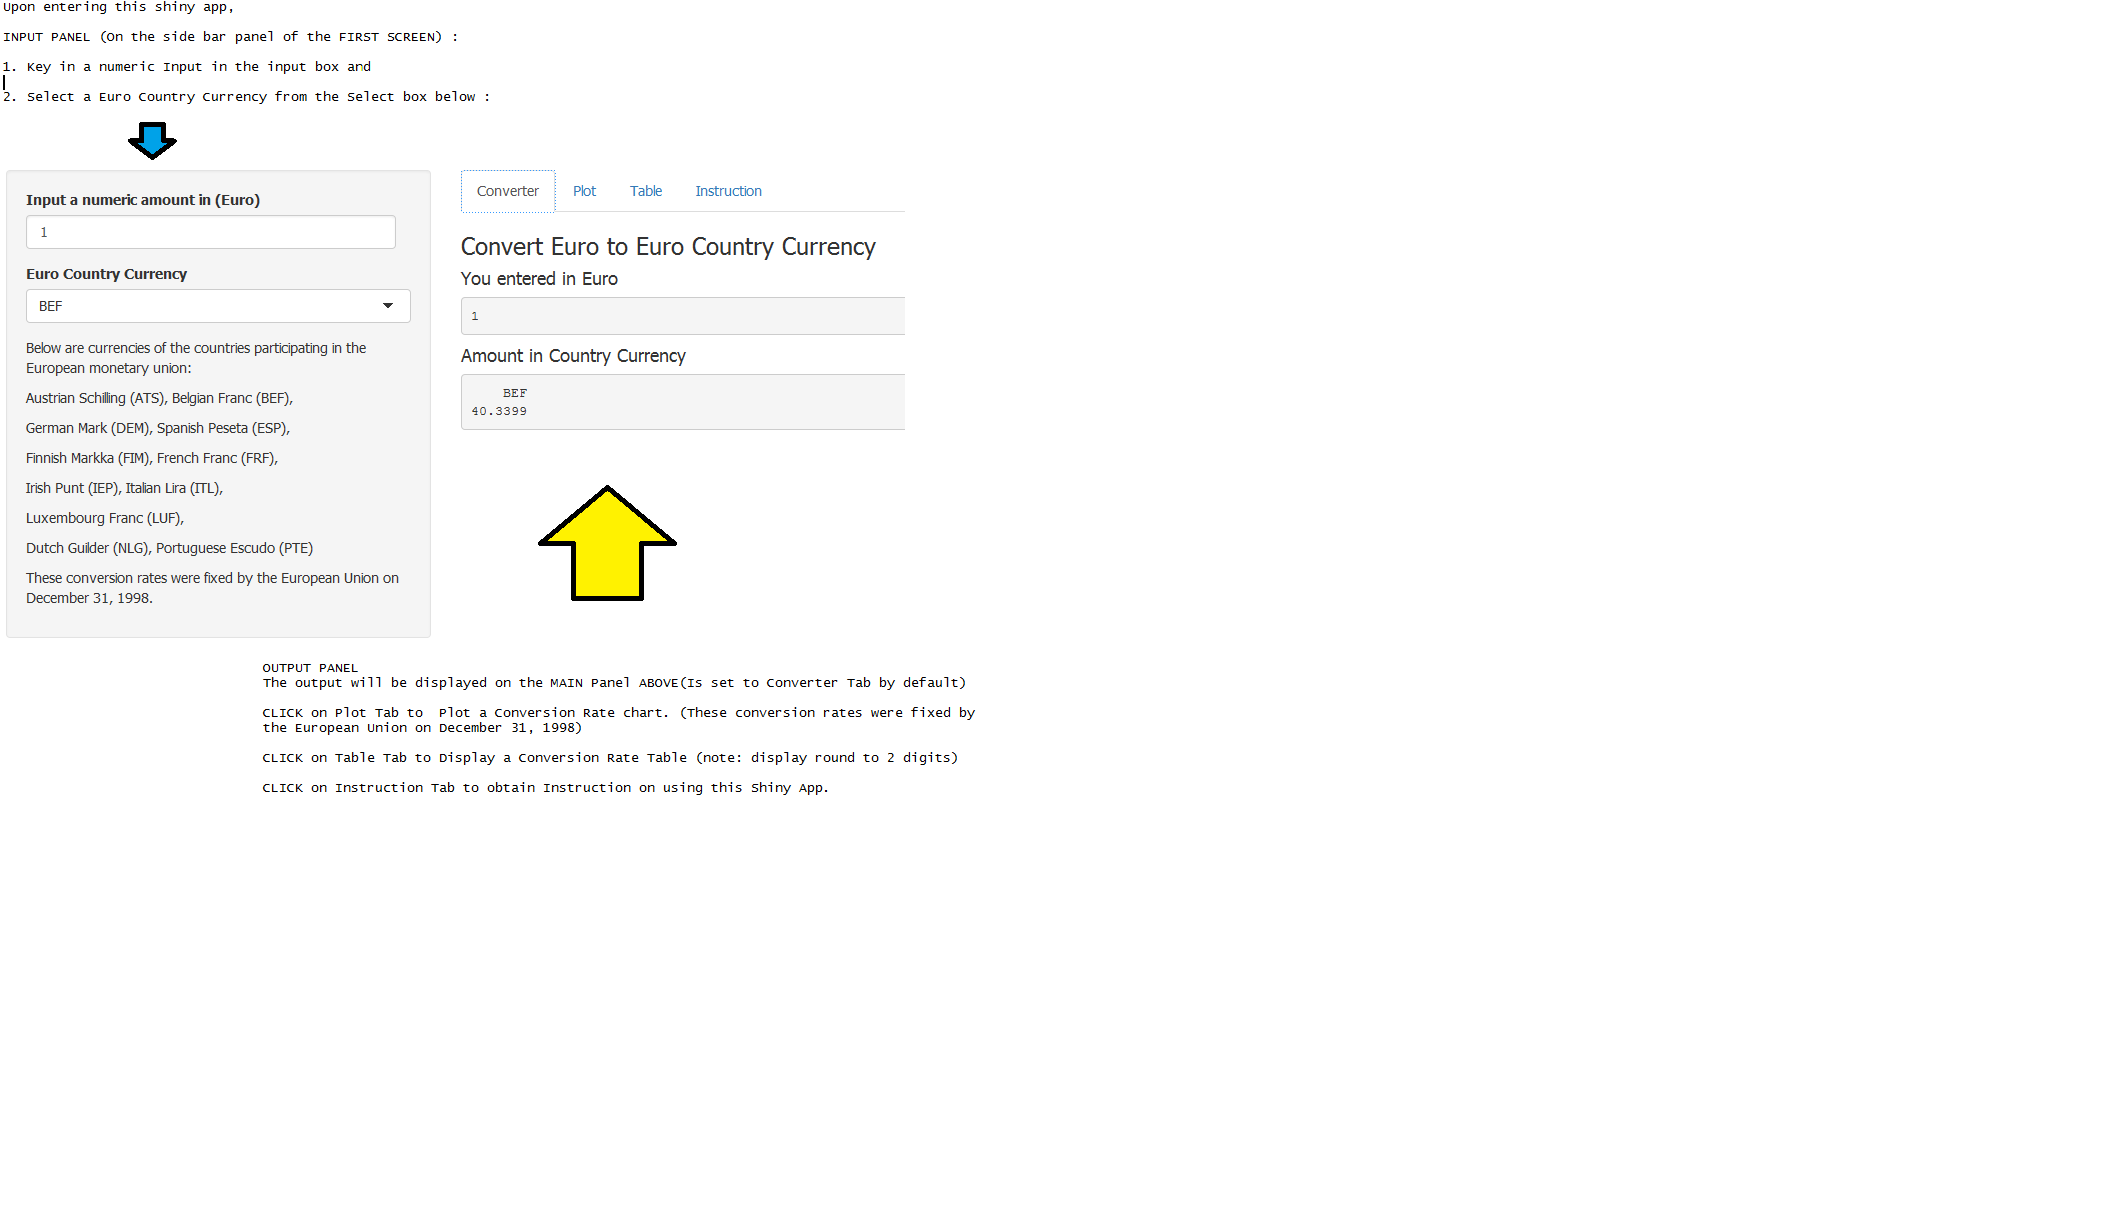 Upon entering this shiny app,
INPUT PANEL (On the side bar panel of the FIRST SCREEN) :
1. Key in a numeric Input in the input box and
2. Select a Euro Country Currency from the Select box below :
Input a numeric amount in (Euro)
1
Euro Country Currency
BEF
Below are currencies of the countries participating in the
European monetary union:
Austrian Schilling (ATS), Belgian Franc (BEF),
German Mark (DEM), Spanish Peseta (ESP),
Finnish Markka (FIM), French Franc (FRF),
Irish Punt (IEP), Italian Lira (ITL),
Luxembourg Franc (LUF),
Dutch Guilder (NLG), Portuguese Escudo (PTE)
These conversion rates were fixed by the European Union on
December 31, 1998.
Converter Plot Table Instruction
Convert Euro to Euro Country Currency
You entered in Euro
1
Amount in Country Currency
BEF
40.3399
OUTPUT PANEL
The output will be displayed on the MAIN Panel ABOVE(Is set to Converter Tab by default)
CLICK on Plot Tab to  Plot a Conversion Rate chart. (These conversion rates were fixed by
the European Union on December 31, 1998)
CLICK on Table Tab to Display a Conversion Rate Table (note: display round to 2 digits)
CLICK on Instruction Tab to obtain Instruction on using this Shiny App.